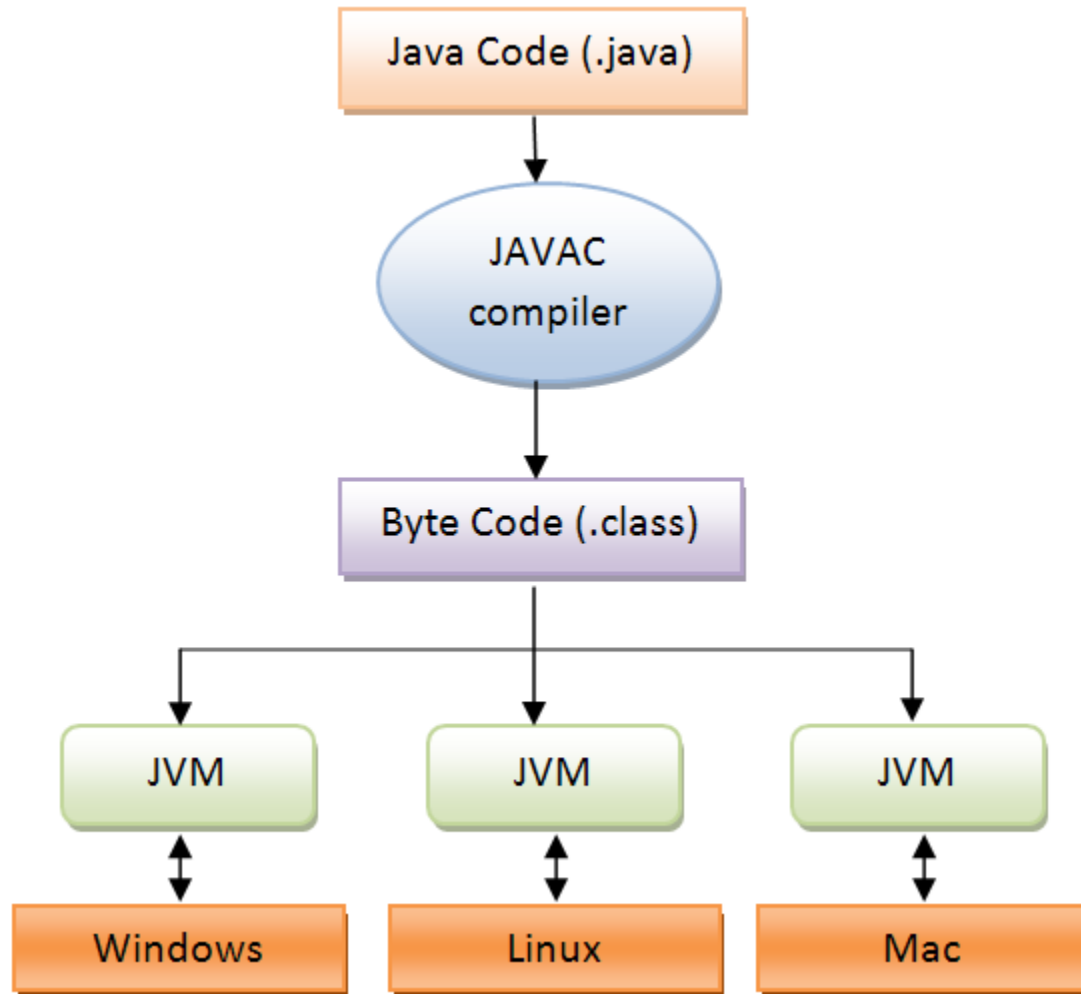 Java Code (.java)
JAVAC
compiler
Byte Code (.class)
JVM
JVM
JVM
Windows
Linux
Mac